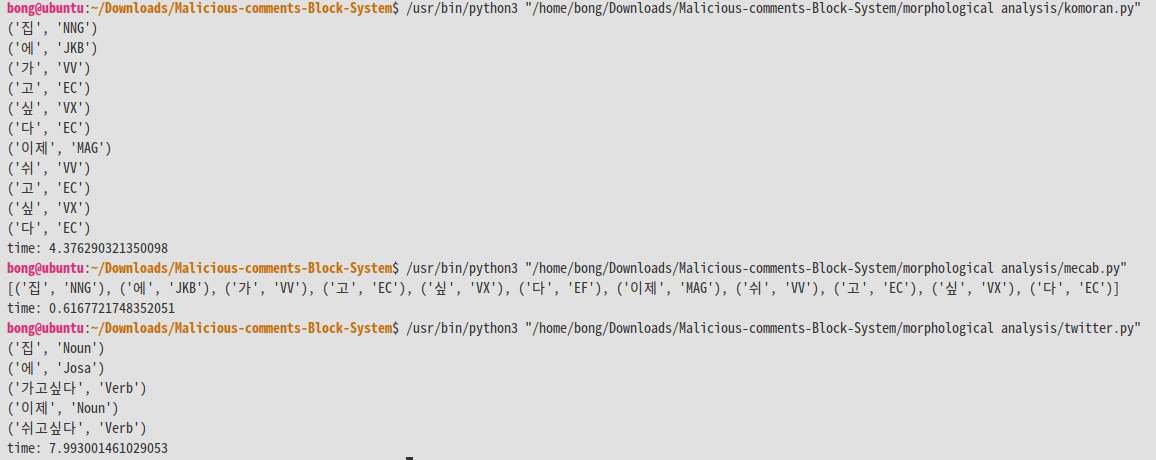 bong@ubuntu:~/Downloads/Malicious-comments-Block-System$ /usr/bin/python3 "/home/bong/Downloads/Malicious-comments-Block-System/morphological analysis/komoran.py"
('집', 'NNG')
('에', 'JKB')
('가', 'VV')
('고', 'EC')
('싶', 'VX')
('다', 'EC')
('이제', 'MAG')
('쉬', 'VV')
('고', 'EC')
('싶', 'VX')
('다', 'EC')
time: 4.376290321350098
bong@ubuntu:~/Downloads/Malicious-comments-Block-System$ /usr/bin/python3 "/home/bong/Downloads/Malicious-comments-Block-System/morphological analysis/mecab.py"
[('집', 'NNG'), ('에', 'JKB'), ('가', 'VV'), ('고', 'EC'), ('싶', 'VX'), ('다', 'EF'), ('이제', 'MAG'), ('쉬', 'VV'), ('고', 'EC'), ('싶', 'VX'), ('다', 'EC')]
time: 0.6167721748352051
bong@ubuntu:~/Downloads/Malicious-comments-Block-System$ /usr/bin/python3 "/home/bong/Downloads/Malicious-comments-Block-System/morphological analysis/twitter.py"
('집', 'Noun')
('에', 'Josa')
('가고싶다', 'Verb')
('이제', 'Noun')
('쉬고싶다', 'Verb')
time: 7.993001461029053